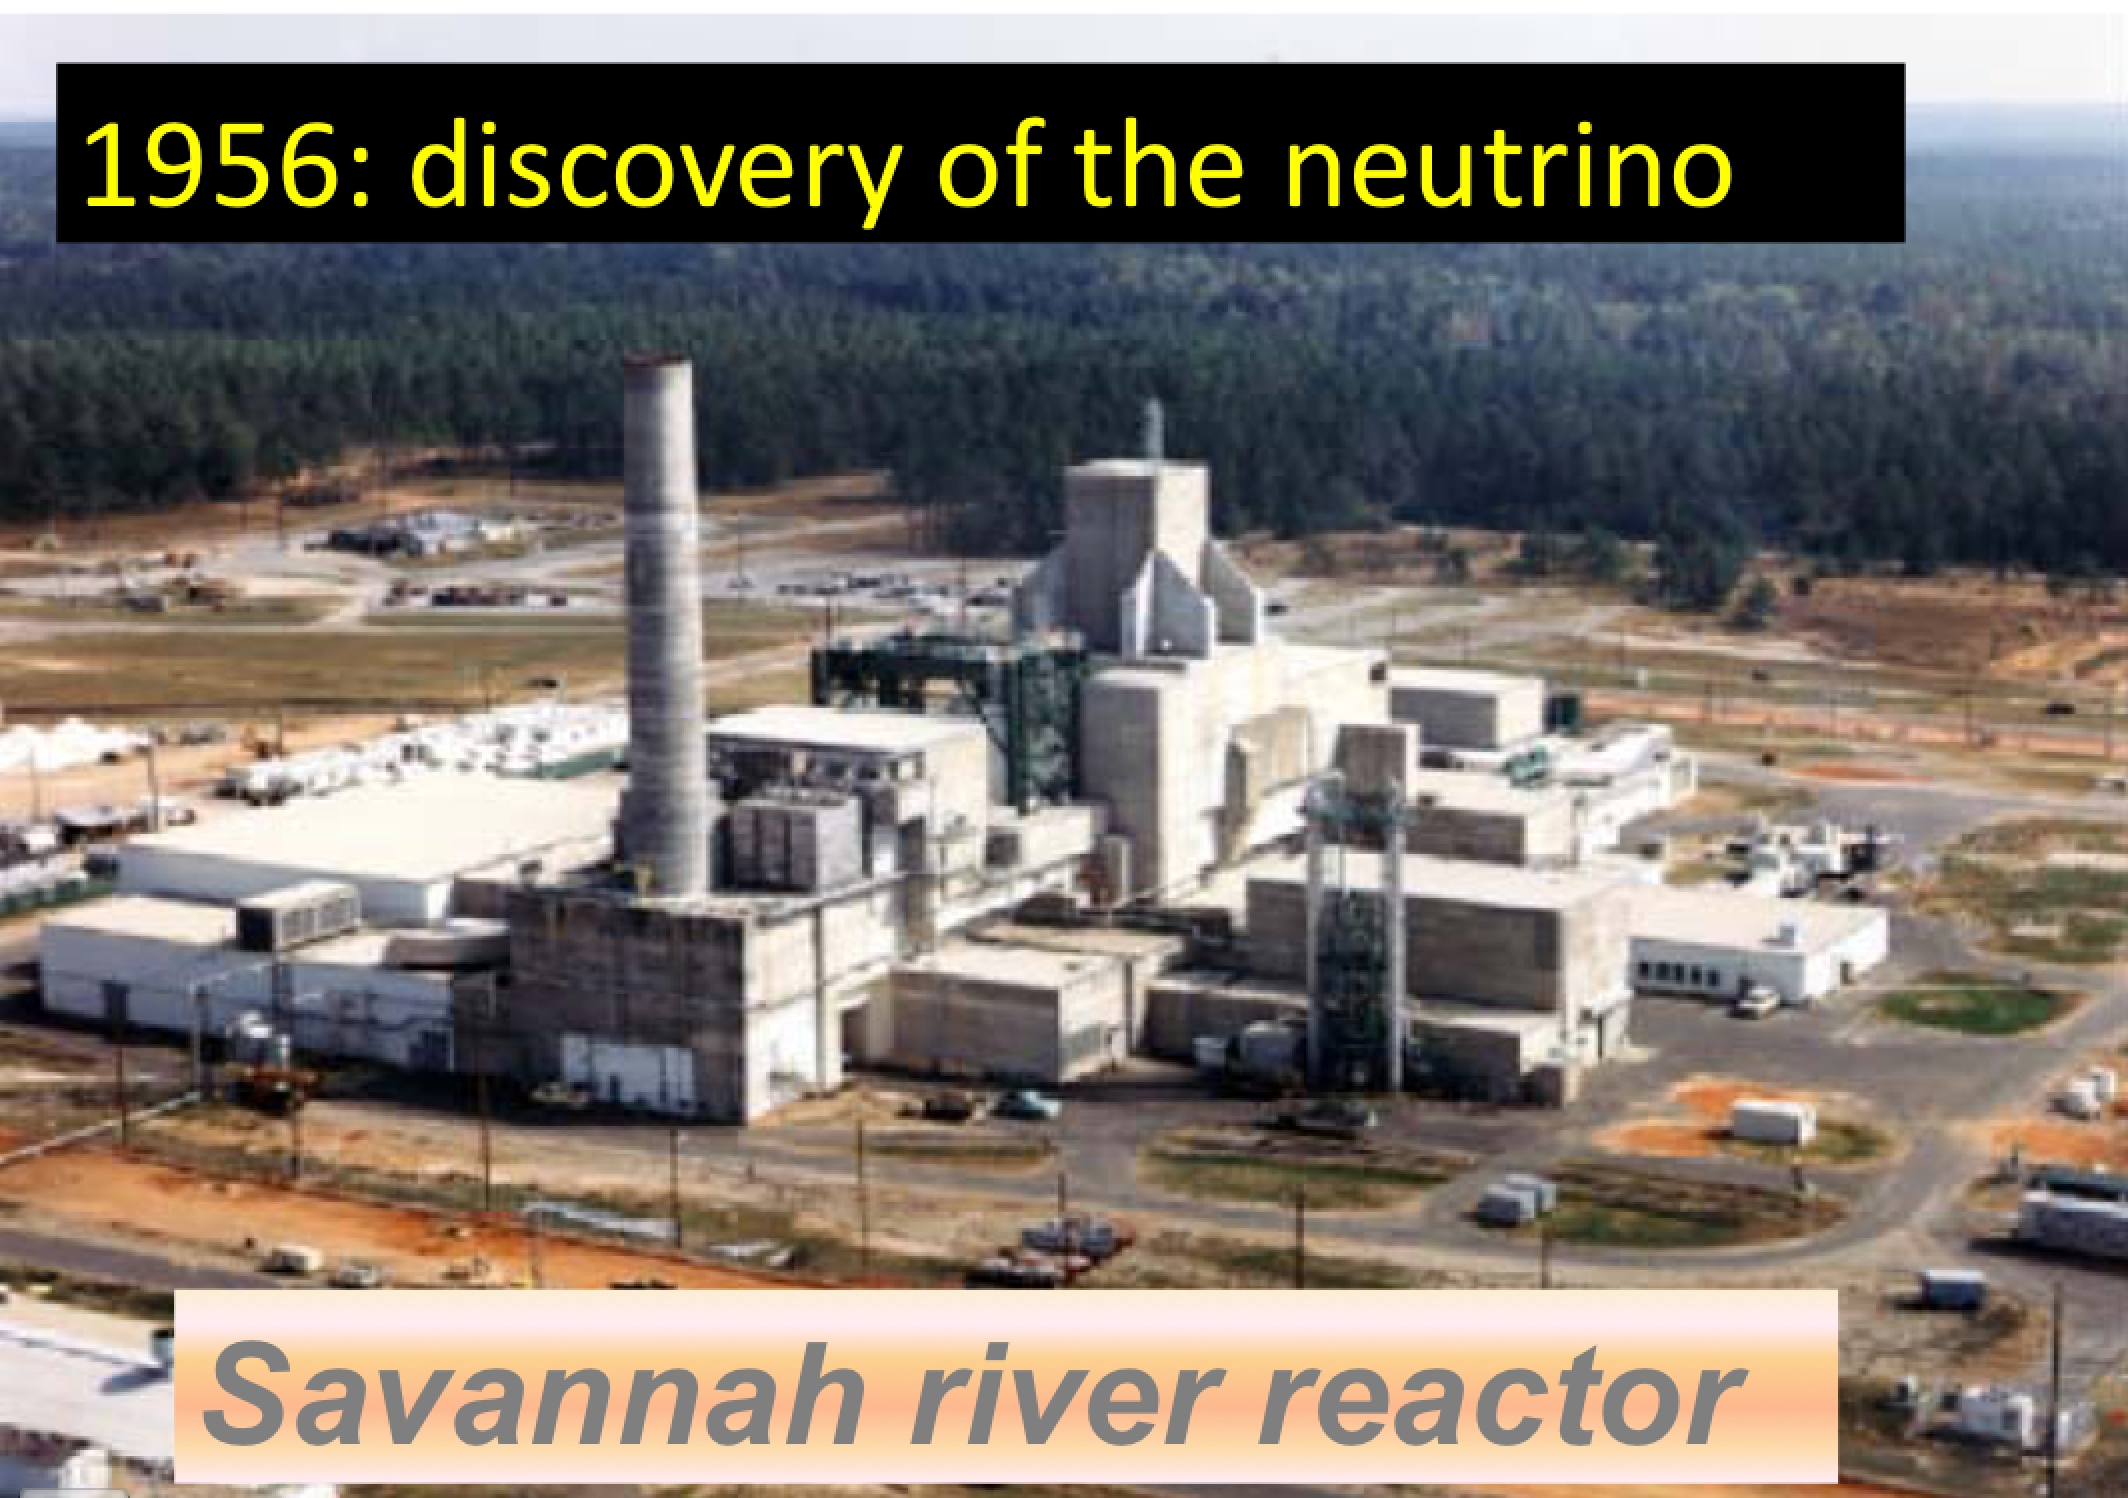 1956: discovery of the neutrino
Savannah river reactor